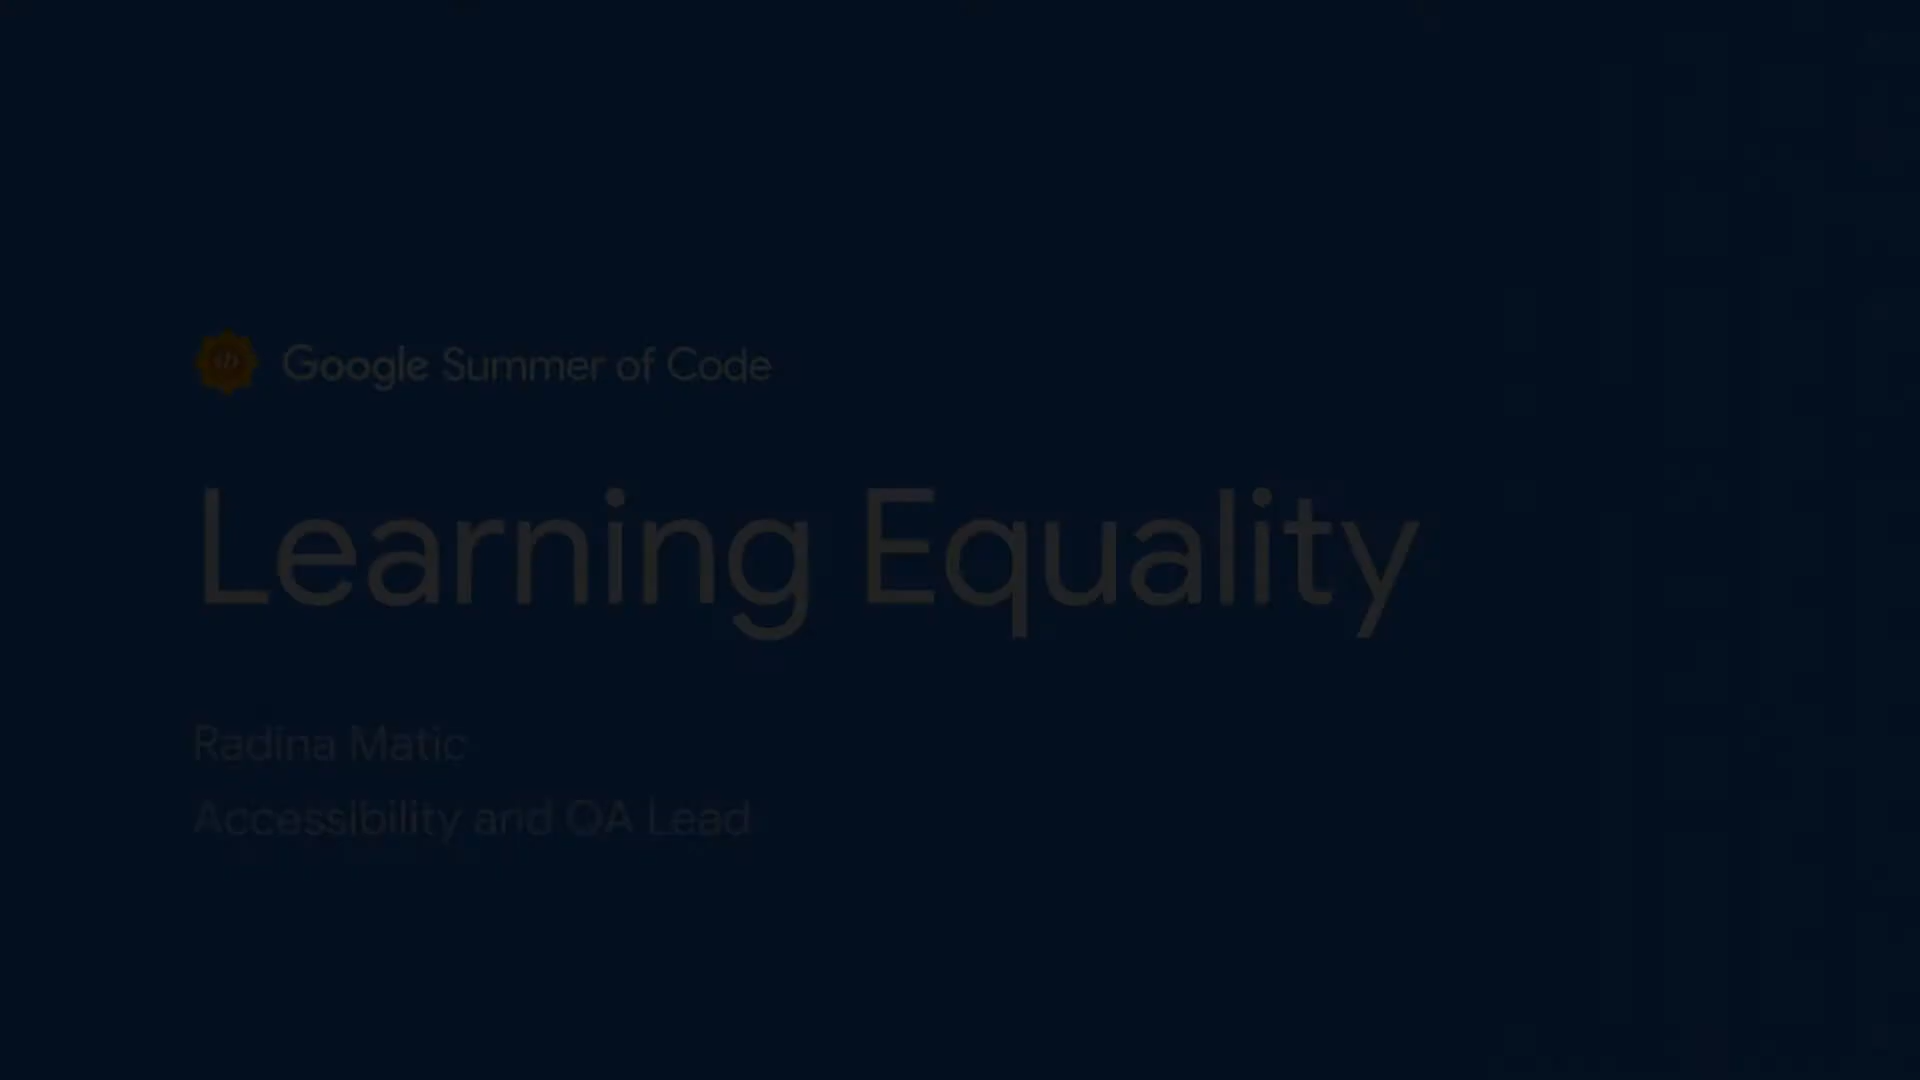 Google Summer of Code
Learning Equality
Radina Matic
Accessibility and QA Lead